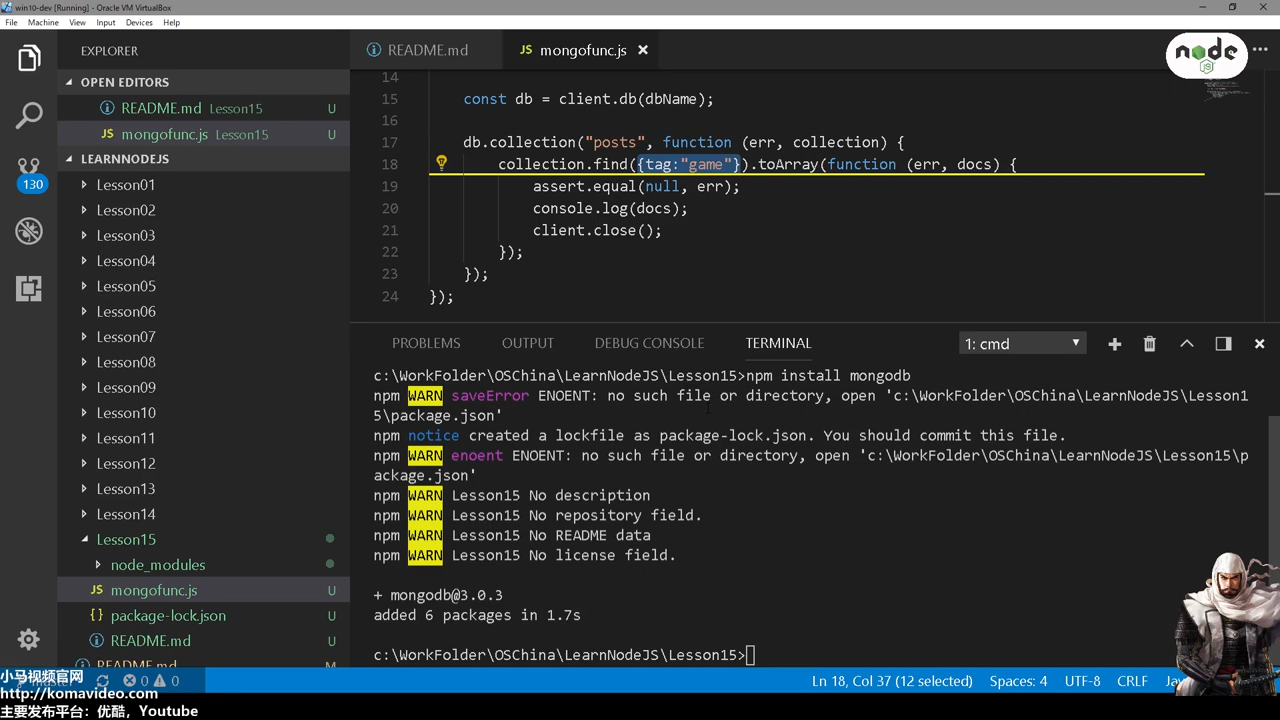 win10-dev [Running] - Oracle VM VirtualBox
File Machine View Input Devices Help
EXPLORER
OPEN EDITORS
README.md Lesson15 U
JS mongofunc.js Lesson15 U
LEARNNODEJS
130
Lesson01
Lesson02
Lesson03
Lesson04
Lesson05
Lesson06
Lesson07
Lesson08
Lesson09
Lesson10
Lesson11
Lesson12
Lesson13
Lesson14
Lesson15
node_modules
JS mongofunc.js U
{} package-lock.json U
README.md U
README.md M
README.md
JS mongofunc.js
node
JS
14
15 const db = client.db(dbName);
16
17 db.collection("posts", function (err, collection) {
18 collection.find({tag:"game"}).toArray(function (err, docs) {
19 assert.equal(null, err);
20 console.log(docs);
21 client.close();
22 });
23 });
24 });
PROBLEMS OUTPUT DEBUG CONSOLE TERMINAL 1: cmd
c:\WorkFolder\OSChina\LearnNodeJS\Lesson15>npm install mongodb
npm WARN saveError ENOENT: no such file or directory, open 'c:\WorkFolder\OSChina\LearnNodeJS\Lesson1
5\package.json'
npm notice created a lockfile as package-lock.json. You should commit this file.
npm WARN enoent ENOENT: no such file or directory, open 'c:\WorkFolder\OSChina\LearnNodeJS\Lesson15\p
ackage.json'
npm WARN Lesson15 No description
npm WARN Lesson15 No repository field.
npm WARN Lesson15 No README data
npm WARN Lesson15 No license field.
+ mongodb@3.0.3
added 6 packages in 1.7s
c:\WorkFolder\OSChina\LearnNodeJS\Lesson15>
0 0 Ln 18, Col 37 (12 selected) Spaces: 4 UTF-8 CRLF
小马视频官网
http://komavideo.com
主要发布平台：优酷，Youtube